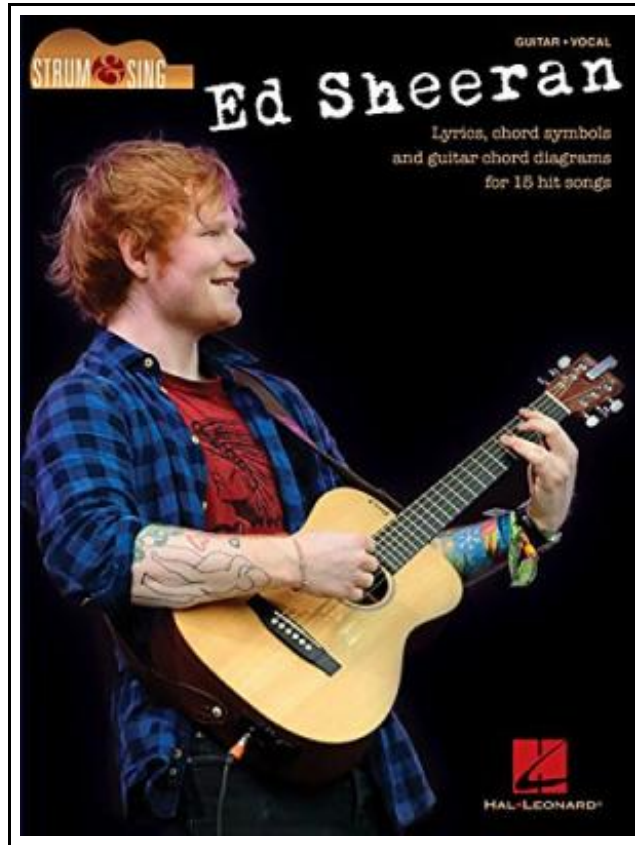 GUITAR • VOCAL
STRUM & SING
Ed Sheeran
Lyrics, chord symbols
and guitar chord diagrams
for 15 hit songs
HAL•LEONARD®